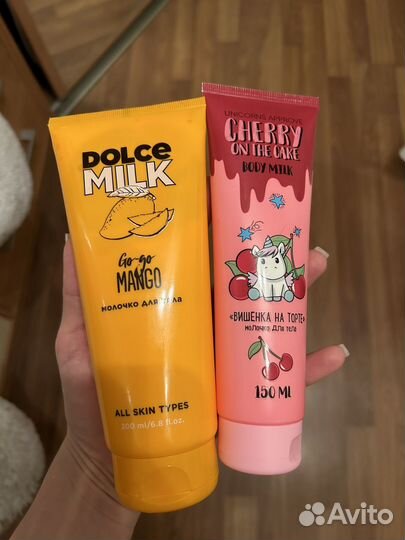 DOLCE
MILK
Go-go
MANGO
молочко для тела
ALL SKIN TYPES
200 ml/6.8 fl.oz.
UNICORNS APPROVE
CHERRY
ON THE CAKE
BODY MILK
«ВИШЕНКА НА ТОРТЕ»
молочко для тела
150 ML
Avito